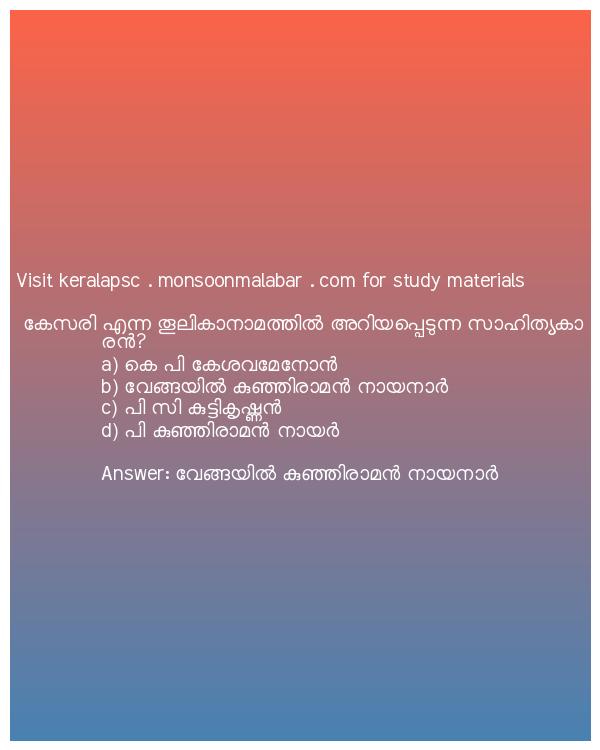 Visit keralapsc . monsoonmalabar . com for study materials
കേസരി എന്ന തൂലികാനാമത്തിൽ അറിയപ്പെടുന്ന സാഹിത്യകാ
രൻ?
a) കെ പി കേശവമേനോൻ
b) വേങ്ങയിൽ കുഞ്ഞിരാമൻ നായനാർ
c) പി സി കുട്ടികൃഷ്ണൻ
d) പി കുഞ്ഞിരാമൻ നായർ
Answer: വേങ്ങയിൽ കുഞ്ഞിരാമൻ നായനാർ